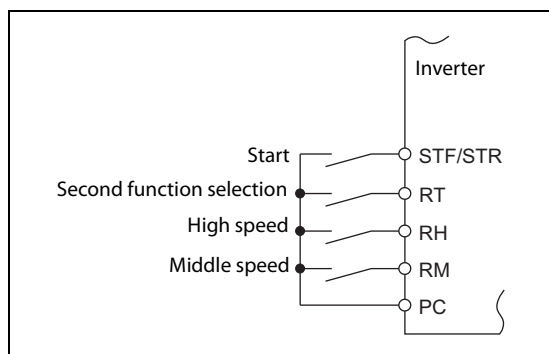 Inverter
Start STF/STR
Second function selection RT
High speed RH
Middle speed RM
PC